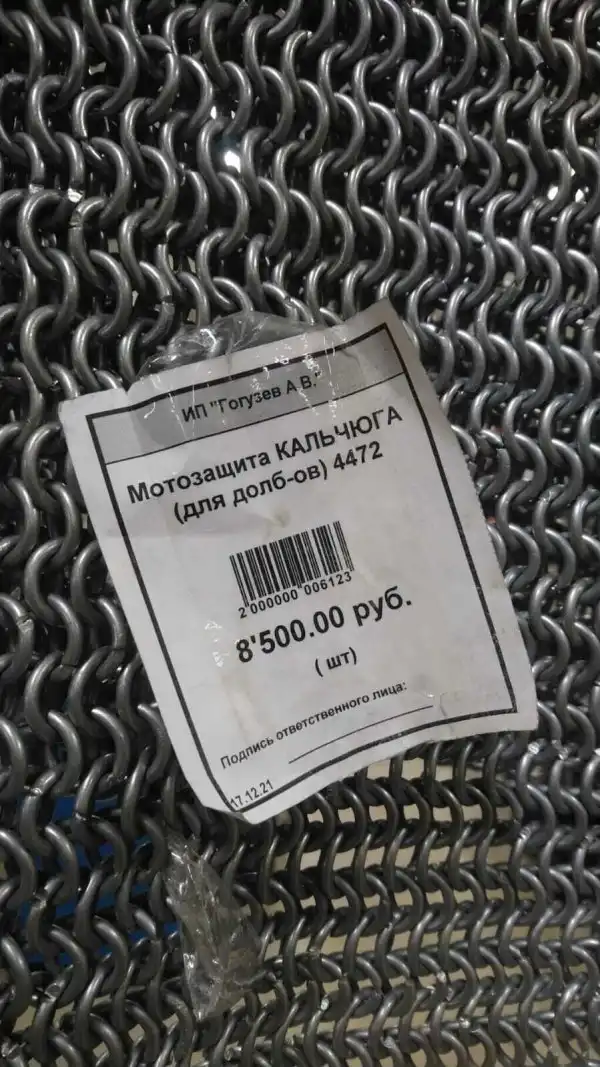 ИП "Гогузев А.В."
Мотозащита КАЛЬЧЮГА
(для долб-ов) 4472
2 000000 006123
8'500.00 руб.
( шт)
Подпись ответственного лица:
17.12.21